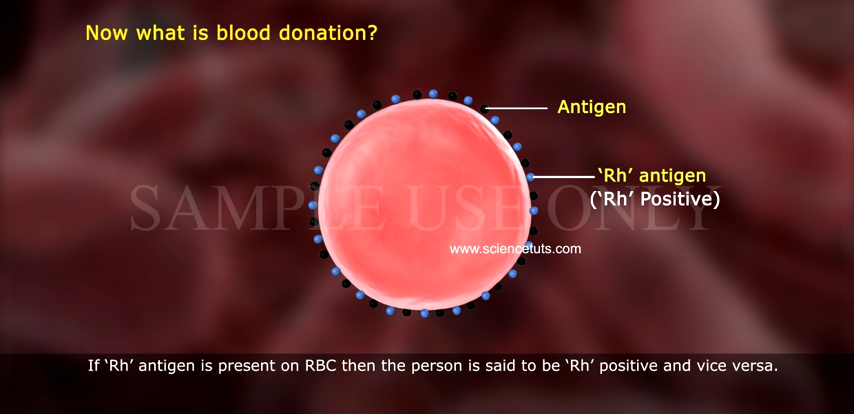 Now what is blood donation?
Antigen
‘Rh’ antigen
(‘Rh’ Positive)
SAMPLE USE ONLY
www.sciencetuts.com
If ‘Rh’ antigen is present on RBC then the person is said to be ‘Rh’ positive and vice versa.